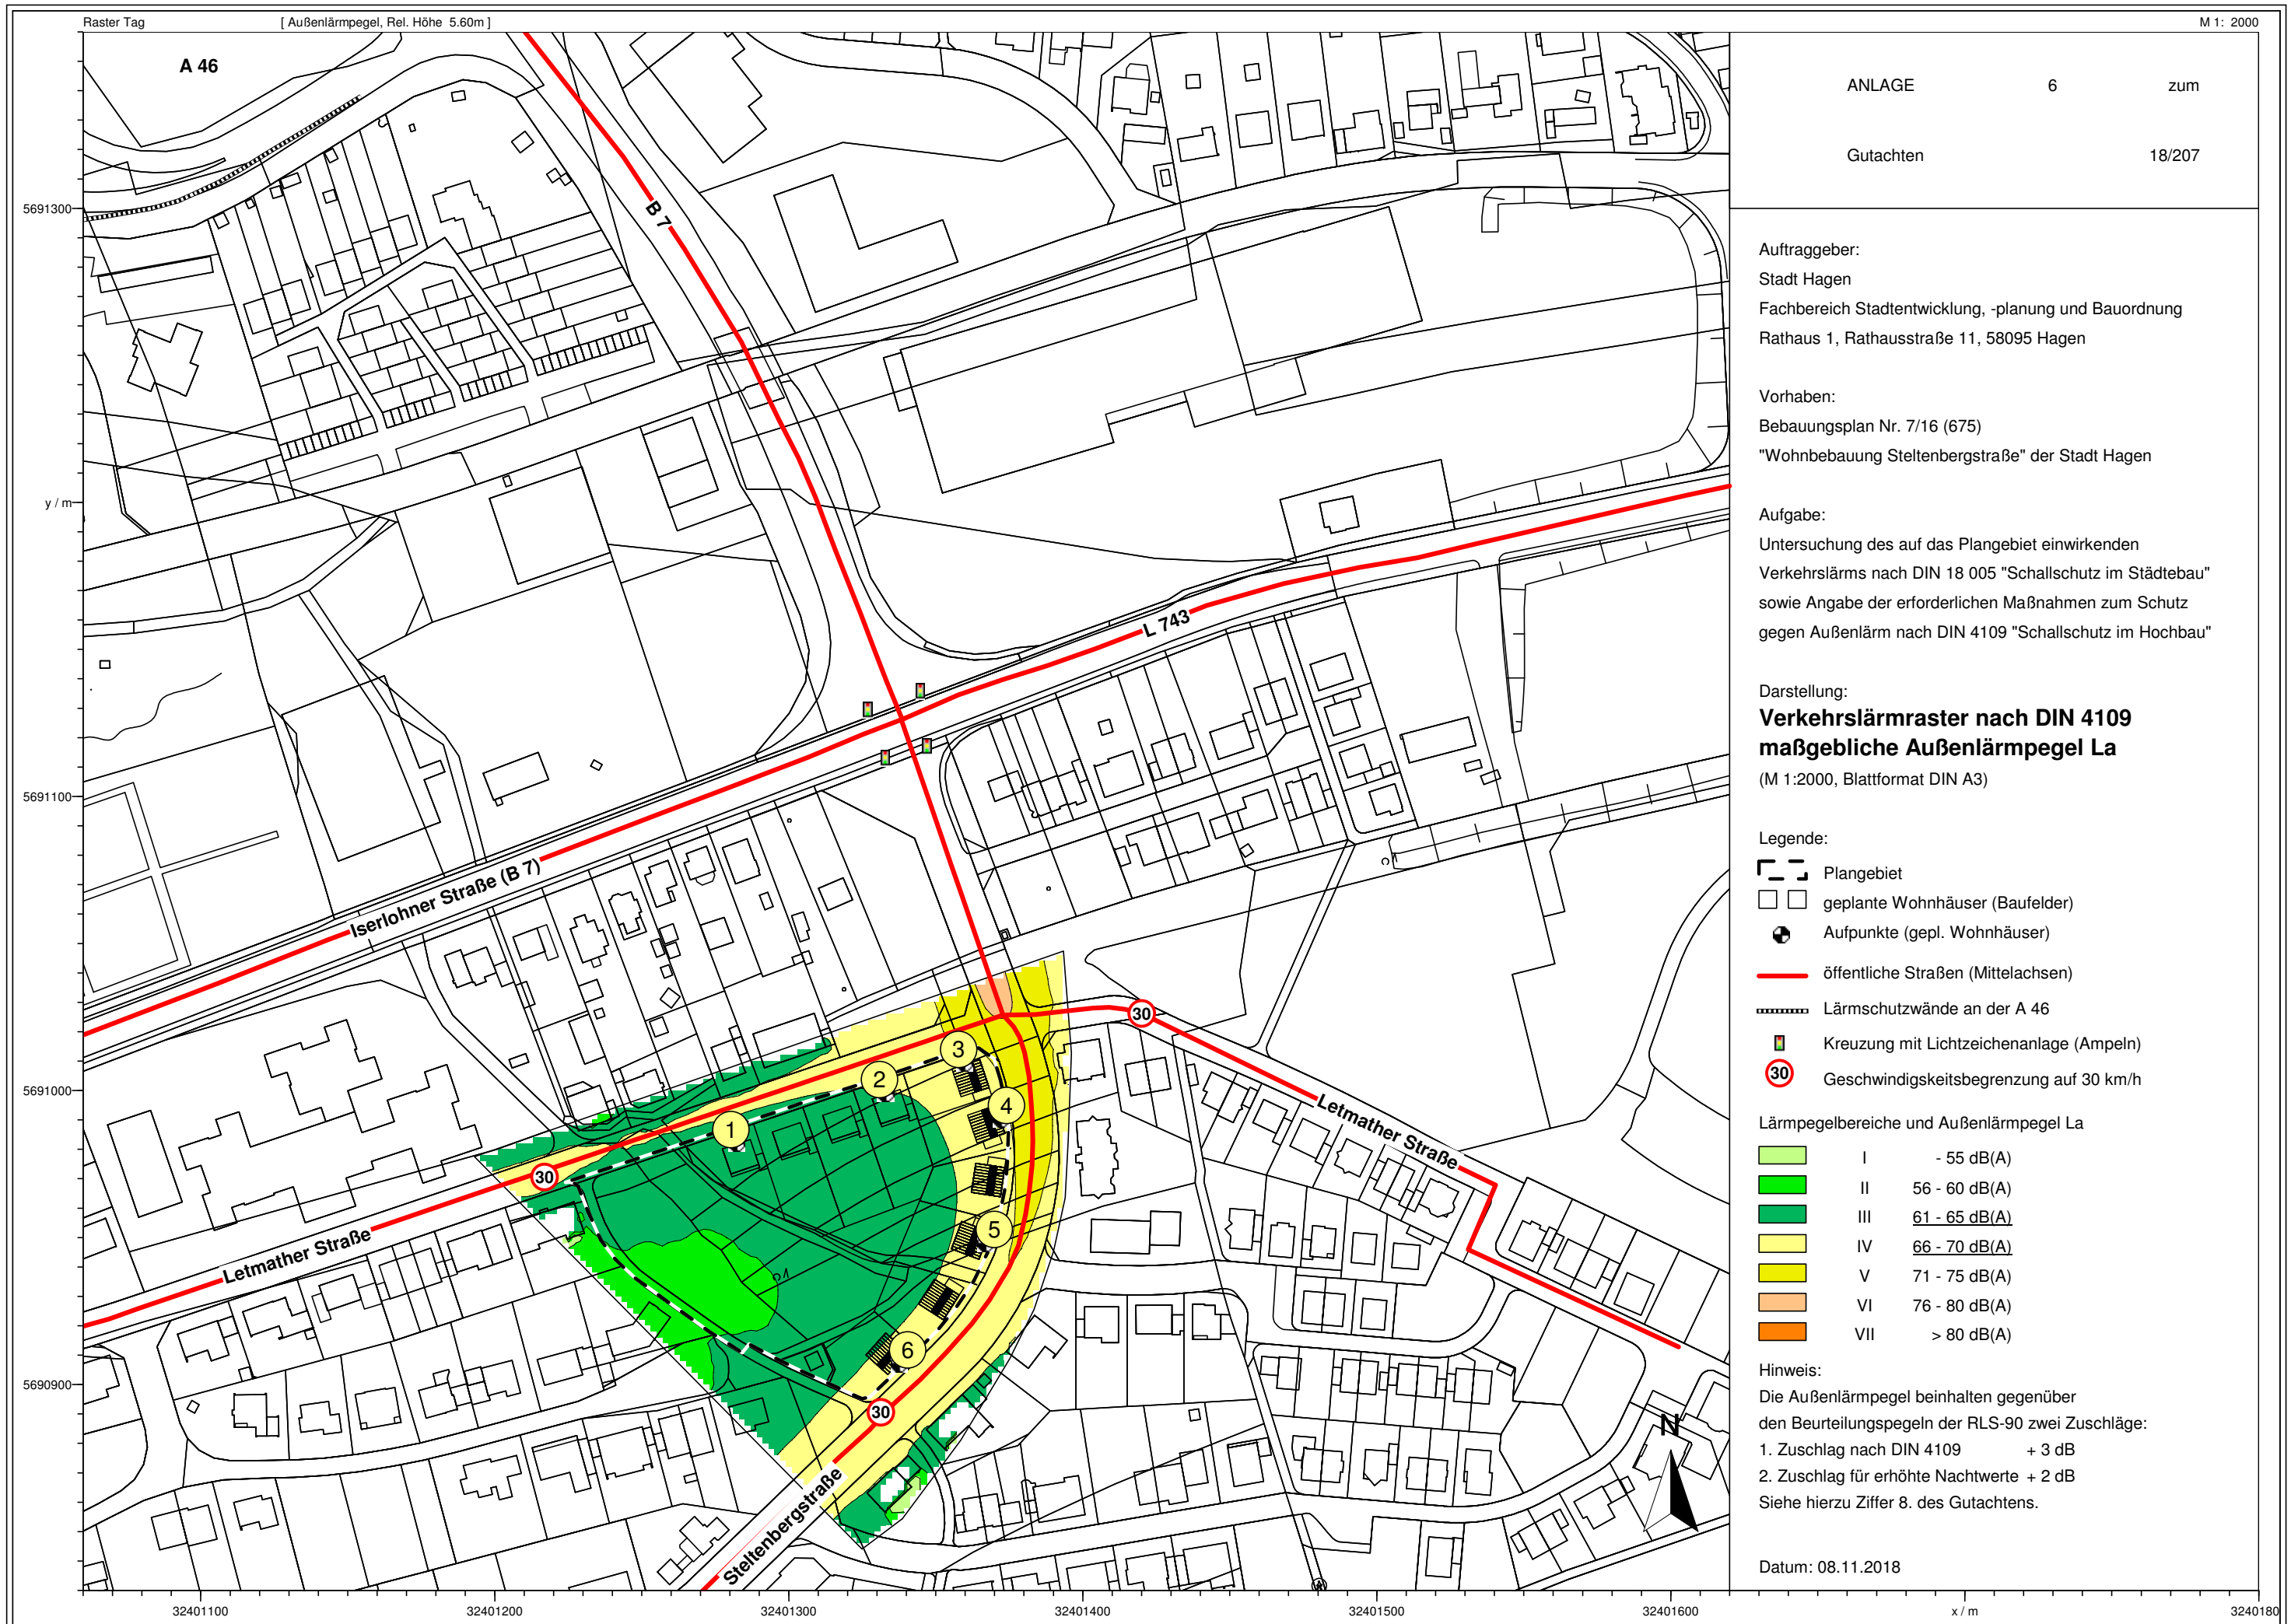 Raster Tag [ Außenlärmpegel, Rel. Höhe 5.60m ] M 1: 2000
A 46
B 7
L 743
Iserlohner Straße (B 7)
Letmather Straße
Letmather Straße
Steltenbergstraße
30
30
30
1
2
3
4
5
6
N
5691300
y / m
5691100
5691000
5690900
32401100 32401200 32401300 32401400 32401500 32401600 x / m 3240180
ANLAGE 6 zum
Gutachten 18/207
Auftraggeber:
Stadt Hagen
Fachbereich Stadtentwicklung, -planung und Bauordnung
Rathaus 1, Rathausstraße 11, 58095 Hagen
Vorhaben:
Bebauungsplan Nr. 7/16 (675)
"Wohnbebauung Steltenbergstraße" der Stadt Hagen
Aufgabe:
Untersuchung des auf das Plangebiet einwirkenden
Verkehrslärms nach DIN 18 005 "Schallschutz im Städtebau"
sowie Angabe der erforderlichen Maßnahmen zum Schutz
gegen Außenlärm nach DIN 4109 "Schallschutz im Hochbau"
Darstellung:
Verkehrslärmraster nach DIN 4109
maßgebliche Außenlärmpegel La
(M 1:2000, Blattformat DIN A3)
Legende:
Plangebiet
geplante Wohnhäuser (Baufelder)
Aufpunkte (gepl. Wohnhäuser)
öffentliche Straßen (Mittelachsen)
Lärmschutzwände an der A 46
Kreuzung mit Lichtzeichenanlage (Ampeln)
30 Geschwindigskeitsbegrenzung auf 30 km/h
Lärmpegelbereiche und Außenlärmpegel La
I - 55 dB(A)
II 56 - 60 dB(A)
III 61 - 65 dB(A)
IV 66 - 70 dB(A)
V 71 - 75 dB(A)
VI 76 - 80 dB(A)
VII > 80 dB(A)
Hinweis:
Die Außenlärmpegel beinhalten gegenüber
den Beurteilungspegeln der RLS-90 zwei Zuschläge:
1. Zuschlag nach DIN 4109 + 3 dB
2. Zuschlag für erhöhte Nachtwerte + 2 dB
Siehe hierzu Ziffer 8. des Gutachtens.
Datum: 08.11.2018